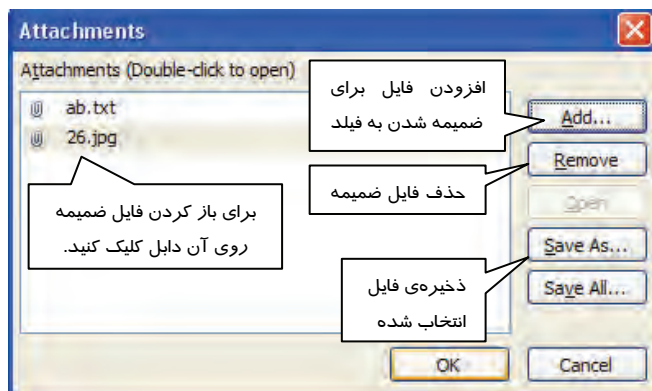 Attachments
Attachments (Double-click to open)
ab.txt
26.jpg
افزودن فایل برای
ضمیمه شدن به فیلد
Add...
حذف فایل ضمیمه
Remove
برای باز کردن فایل ضمیمه
روی آن دابل کلیک کنید.
Open
ذخیره‌ی فایل
انتخاب شده
Save As...
Save All...
OK
Cancel